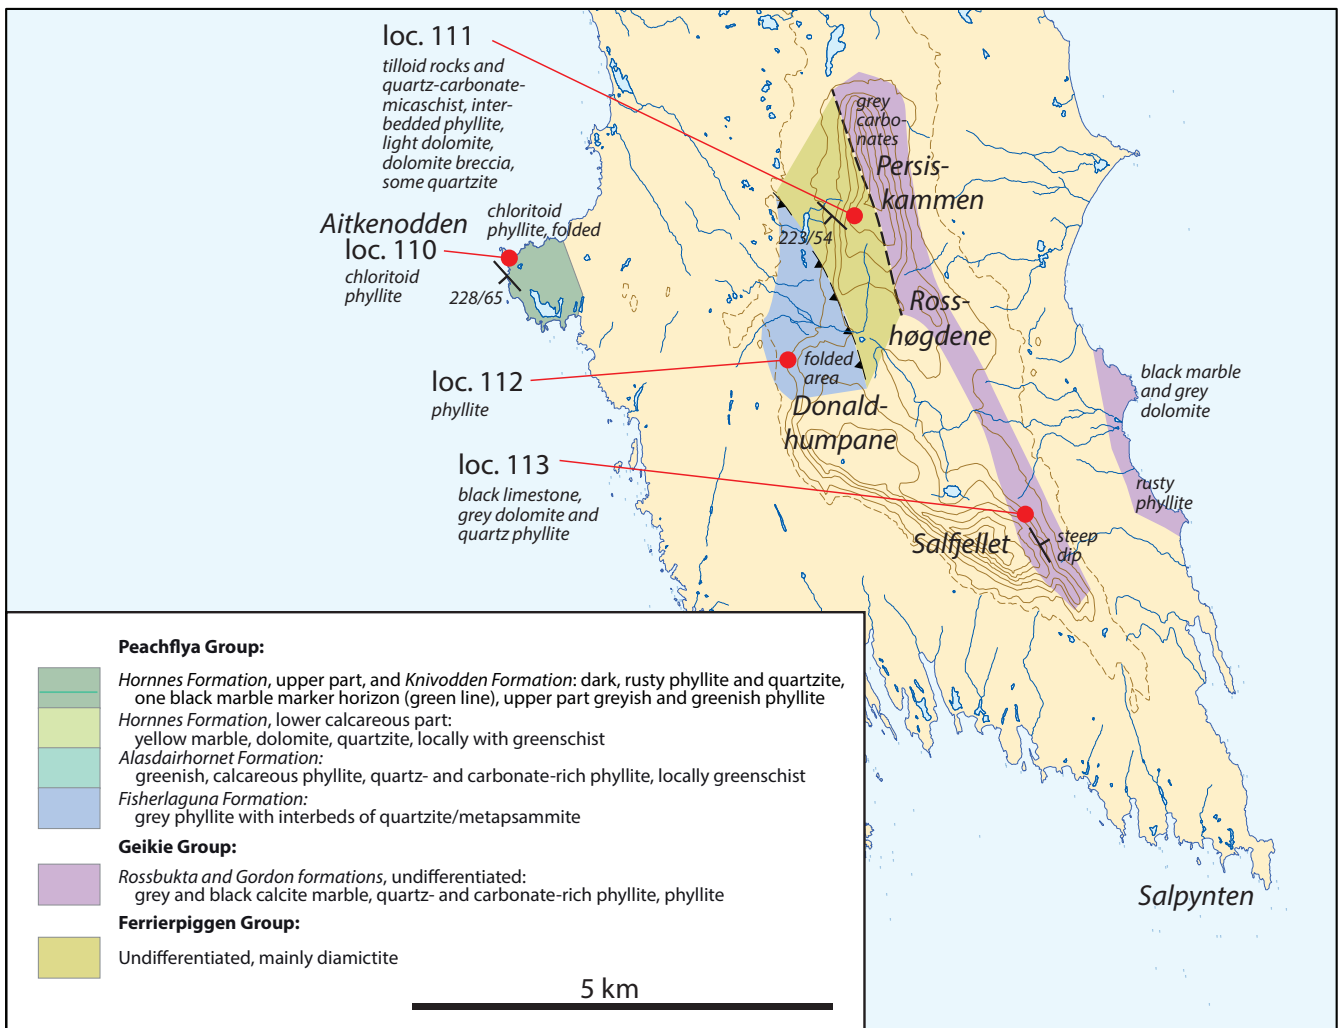 loc. 111
tilloid rocks and
quartz-carbonate-
micaschist, inter-
bedded phyllite,
light dolomite,
dolomite breccia,
some quartzite
grey
carbo-
nates
Persis-
kammen
Aitkenodden
chloritoid
phyllite, folded
loc. 110
chloritoid
phyllite
228/65
223/54
Ross-
høgdene
loc. 112
phyllite
folded
area
Donald-
humpane
black marble
and grey
dolomite
rusty
phyllite
loc. 113
black limestone,
grey dolomite and
quartz phyllite
Salfjellet
steep
dip
Peachflya Group:
Hornnes Formation, upper part, and Knivodden Formation: dark, rusty phyllite and quartzite,
one black marble marker horizon (green line), upper part greyish and greenish phyllite
Hornnes Formation, lower calcareous part:
yellow marble, dolomite, quartzite, locally with greenschist
Alasdairhornet Formation:
greenish, calcareous phyllite, quartz- and carbonate-rich phyllite, locally greenschist
Fisherlaguna Formation:
grey phyllite with interbeds of quartzite/metapsammite
Geikie Group:
Rossbukta and Gordon formations, undifferentiated:
grey and black calcite marble, quartz- and carbonate-rich phyllite, phyllite
Ferrierpiggen Group:
Undifferentiated, mainly diamictite
5 km
Salpynten